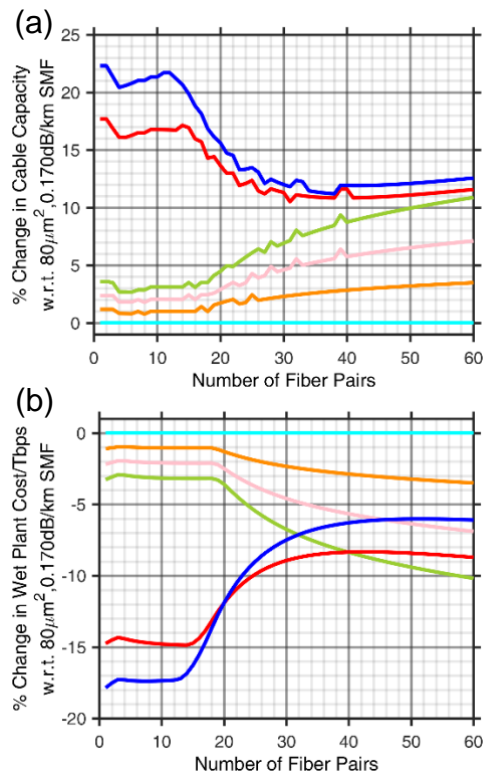 (a)
25
20
15
10
5
0
% Change in Cable Capacity
w.r.t. 80μm²,0.170dB/km SMF
0 10 20 30 40 50 60
Number of Fiber Pairs
(b)
0
-5
-10
-15
-20
% Change in Wet Plant Cost/Tbps
w.r.t. 80μm²,0.170dB/km SMF
0 10 20 30 40 50 60
Number of Fiber Pairs